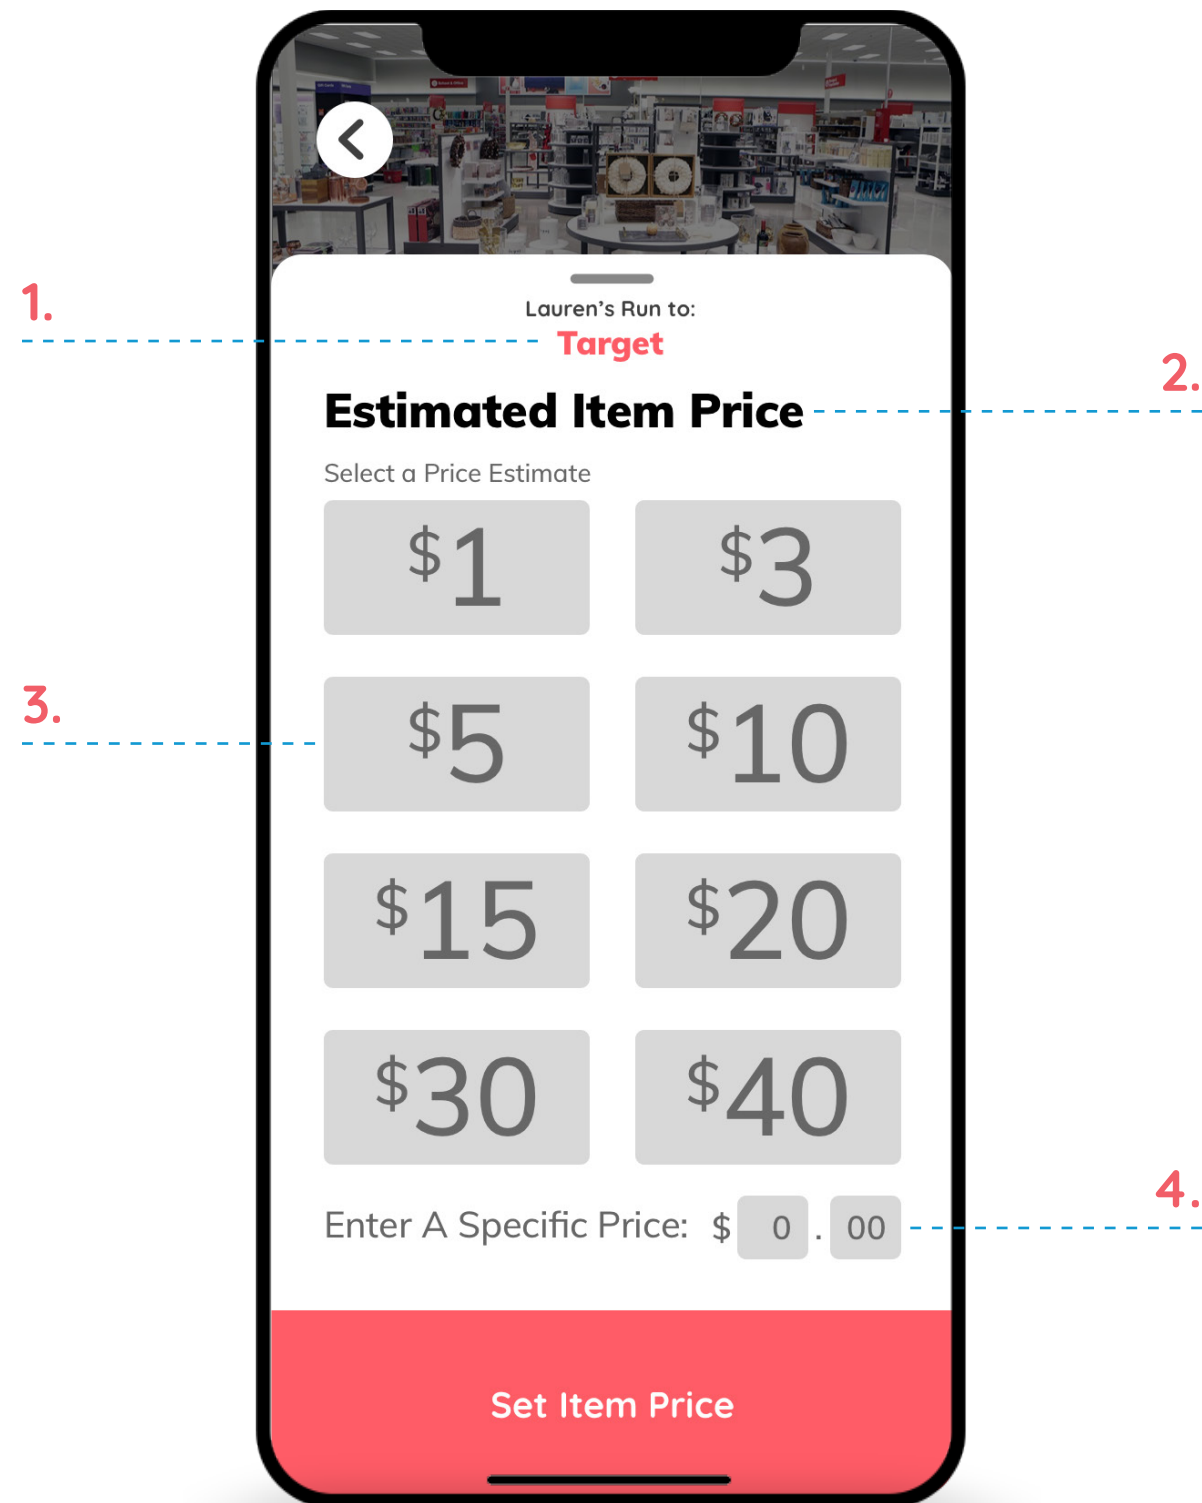 1.
Lauren's Run to:
Target
2.
Estimated Item Price
Select a Price Estimate
$1 $3
3.
$5 $10
$15 $20
$30 $40
4.
Enter A Specific Price: $ 0 . 00
Set Item Price